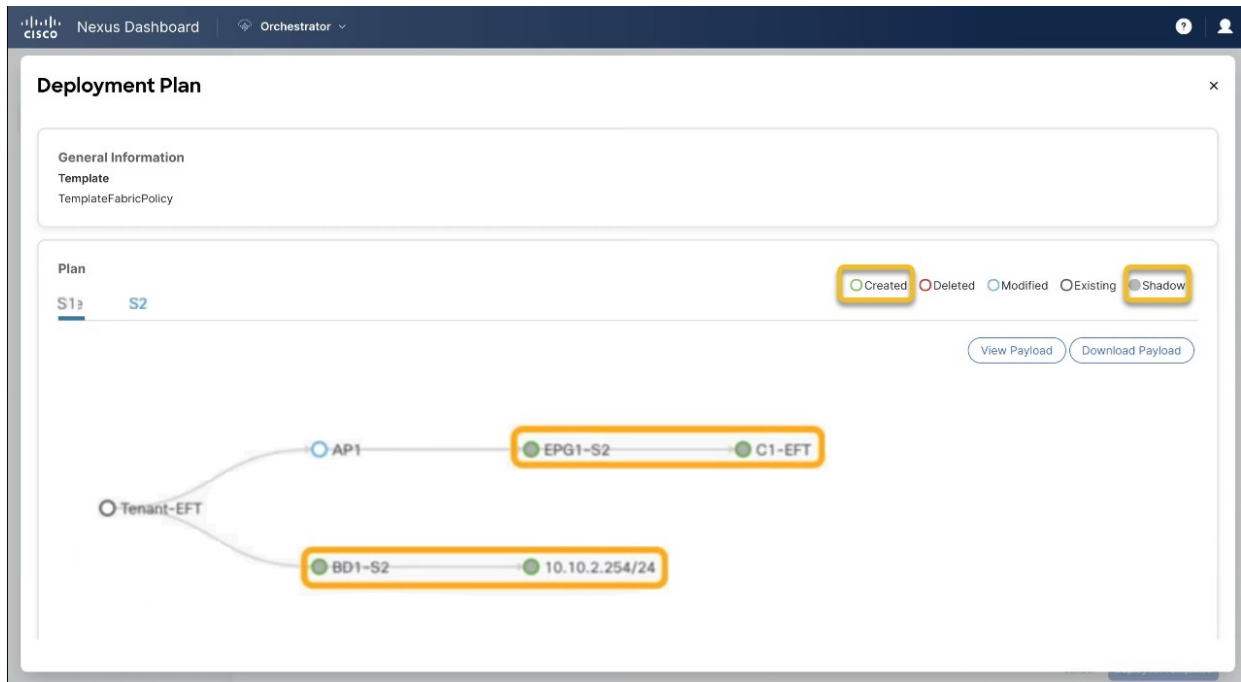 CISCO Nexus Dashboard Orchestrator
Deployment Plan
General Information
Template
TemplateFabricPolicy
Plan
Created Deleted Modified Existing Shadow
S1 S2
View Payload Download Payload
AP1 EPG1-S2 C1-EFT
Tenant-EFT
BD1-S2 10.10.2.254/24